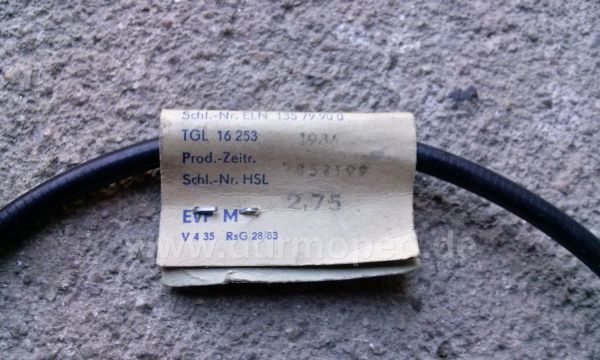 Schl.-Nr. ELN 135 79 90 0
TGL 16 253
Prod.-Zeitr.
Schl.-Nr. HSL
2,75
EVP M
V 4 35 RsG 28/83
www.ddrmoped.de